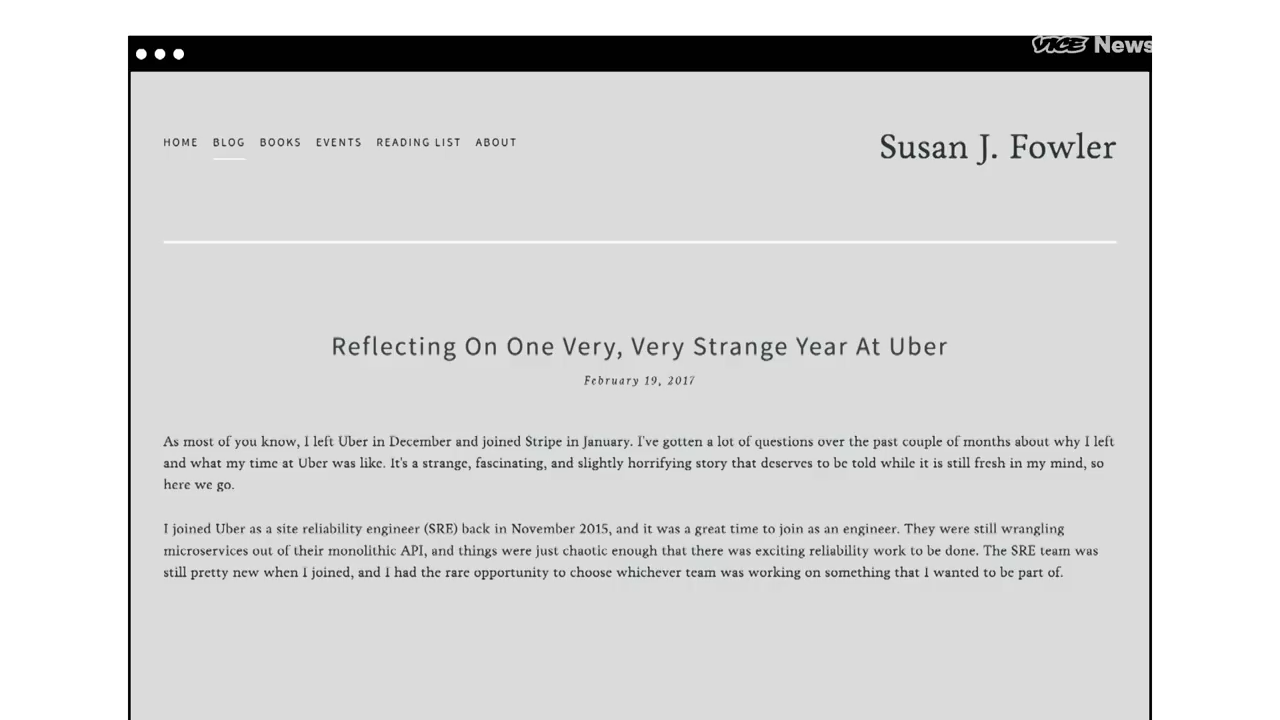 VICE News
HOME BLOG BOOKS EVENTS READING LIST ABOUT
Susan J. Fowler
Reflecting On One Very, Very Strange Year At Uber
February 19, 2017
As most of you know, I left Uber in December and joined Stripe in January. I've gotten a lot of questions over the past couple of months about why I left
and what my time at Uber was like. It's a strange, fascinating, and slightly horrifying story that deserves to be told while it is still fresh in my mind, so
here we go.
I joined Uber as a site reliability engineer (SRE) back in November 2015, and it was a great time to join as an engineer. They were still wrangling
microservices out of their monolithic API, and things were just chaotic enough that there was exciting reliability work to be done. The SRE team was
still pretty new when I joined, and I had the rare opportunity to choose whichever team was working on something that I wanted to be part of.